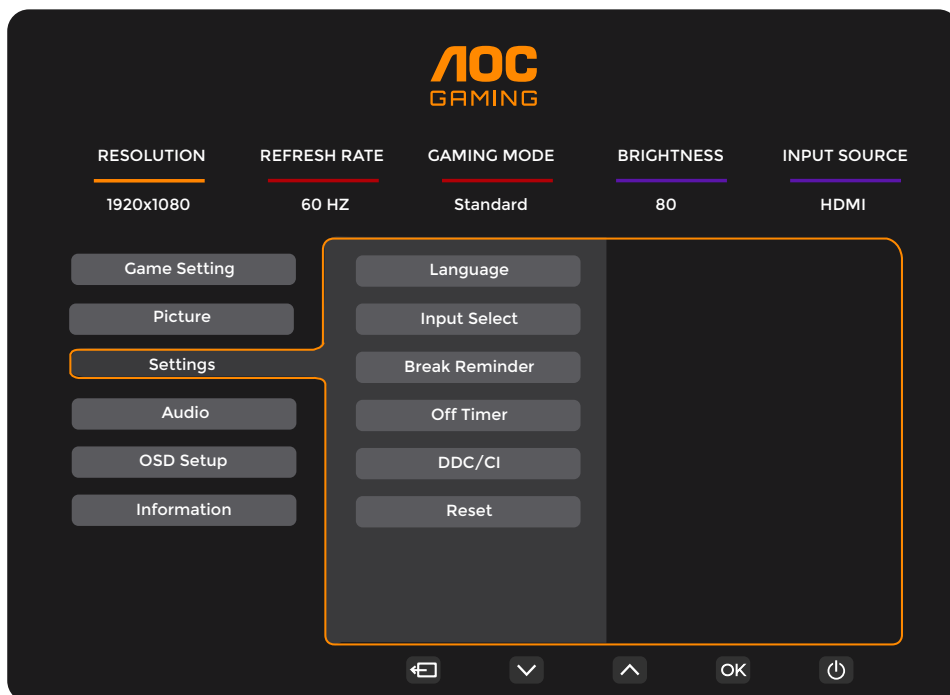 AOC
GAMING
RESOLUTION REFRESH RATE GAMING MODE BRIGHTNESS INPUT SOURCE
1920x1080 60 HZ Standard 80 HDMI
Game Setting Language
Picture Input Select
Settings Break Reminder
Audio Off Timer
OSD Setup DDC/CI
Information Reset
OK